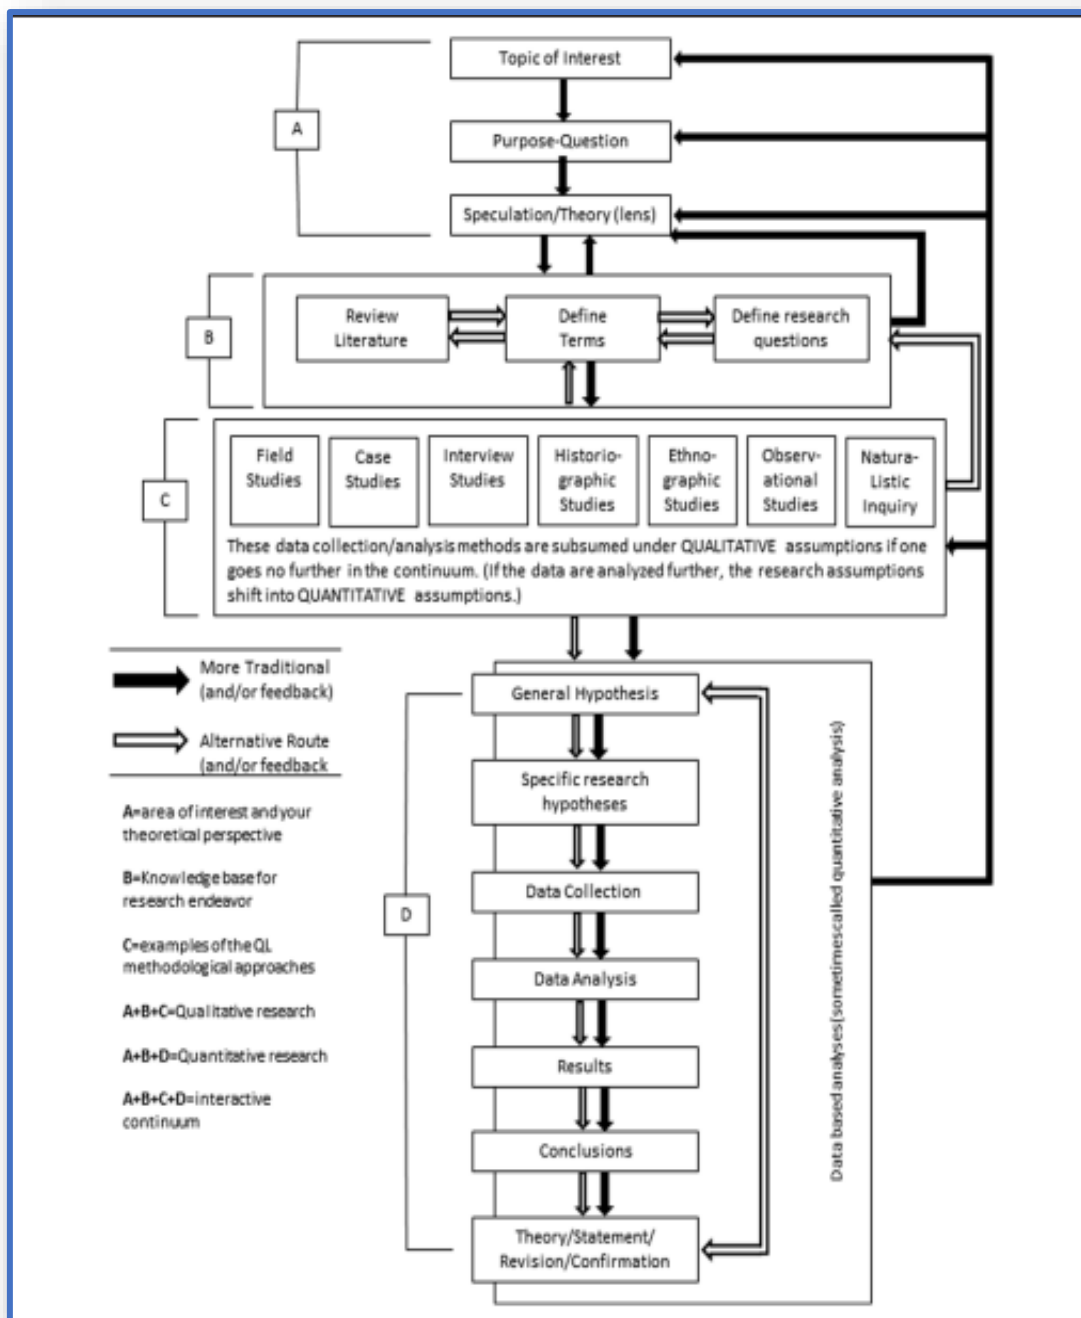 Topic of Interest
A
Purpose-Question
Speculation/Theory (lens)
B
Review
Literature
Define
Terms
Define research
questions
C
Field
Studies
Case
Studies
Interview
Studies
Historio-
graphic
Studies
Ethno-
graphic
Studies
Observ-
ational
Studies
Natura-
Listic
Inquiry
These data collection/analysis methods are subsumed under QUALITATIVE assumptions if one
goes no further in the continuum. (If the data are analyzed further, the research assumptions
shift into QUANTITATIVE assumptions.)
More Traditional
(and/or feedback)
Alternative Route
(and/or feedback
A=area of interest and your
theoretical perspective
B=Knowledge base for
research endeavor
C=examples of the QL
methodological approaches
A+B+C=Qualitative research
A+B+D=Quantitative research
A+B+C+D=interactive
continuum
D
General Hypothesis
Specific research
hypotheses
Data Collection
Data Analysis
Results
Conclusions
Theory/Statement/
Revision/Confirmation
Data based analyses(sometimes called quantitative analysis)